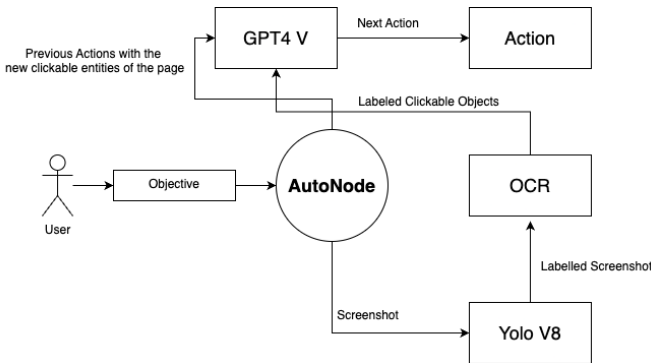 GPT4 V
Next Action
Action
Previous Actions with the
new clickable entities of the page
Labeled Clickable Objects
User
Objective
AutoNode
OCR
Labelled Screenshot
Screenshot
Yolo V8